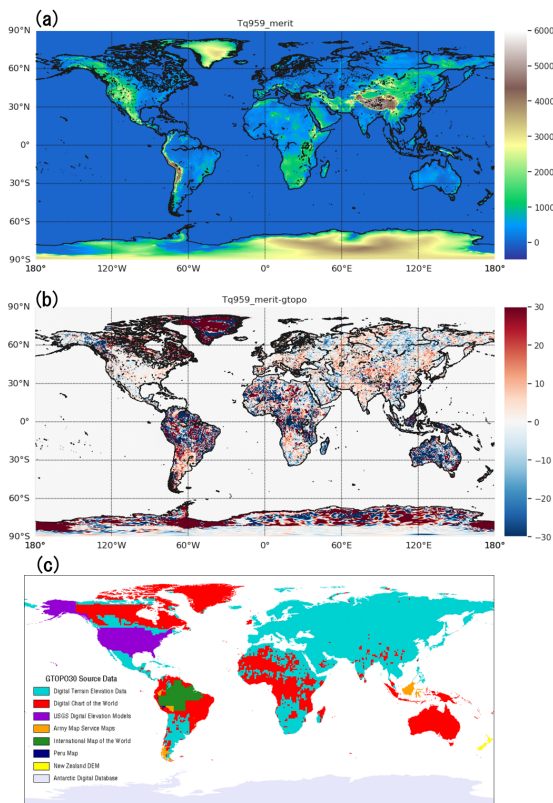 (a)
Tq959_merit
90°N
60°N
30°N
0°
30°S
60°S
90°S
180° 120°W 60°W 0° 60°E 120°E 180°
6000
5000
4000
3000
2000
1000
0
(b)
Tq959_merit-gtopo
90°N
60°N
30°N
0°
30°S
60°S
90°S
180° 120°W 60°W 0° 60°E 120°E 180°
30
20
10
0
−10
−20
−30
(c)
GTOPO30 Source Data
Digital Terrain Elevation Data
Digital Chart of the World
USGS Digital Elevation Models
Army Map Service Maps
International Map of the World
Peru Map
New Zealand DEM
Antarctic Digital Database